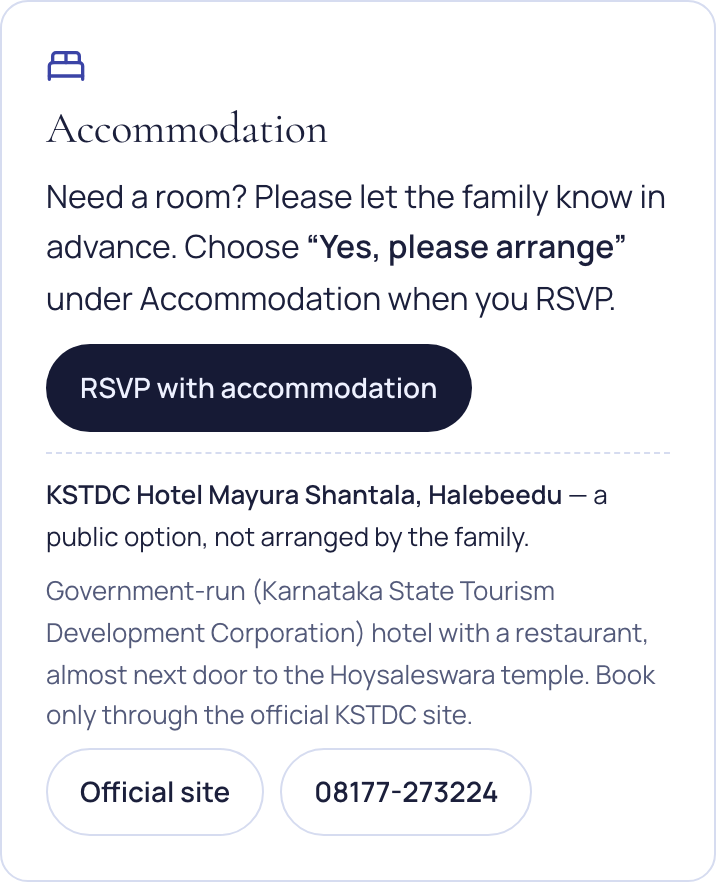 Accommodation
Need a room? Please let the family know in
advance. Choose “Yes, please arrange”
under Accommodation when you RSVP.
RSVP with accommodation
KSTDC Hotel Mayura Shantala, Halebeedu — a
public option, not arranged by the family.
Government-run (Karnataka State Tourism
Development Corporation) hotel with a restaurant,
almost next door to the Hoysaleswara temple. Book
only through the official KSTDC site.
Official site
08177-273224